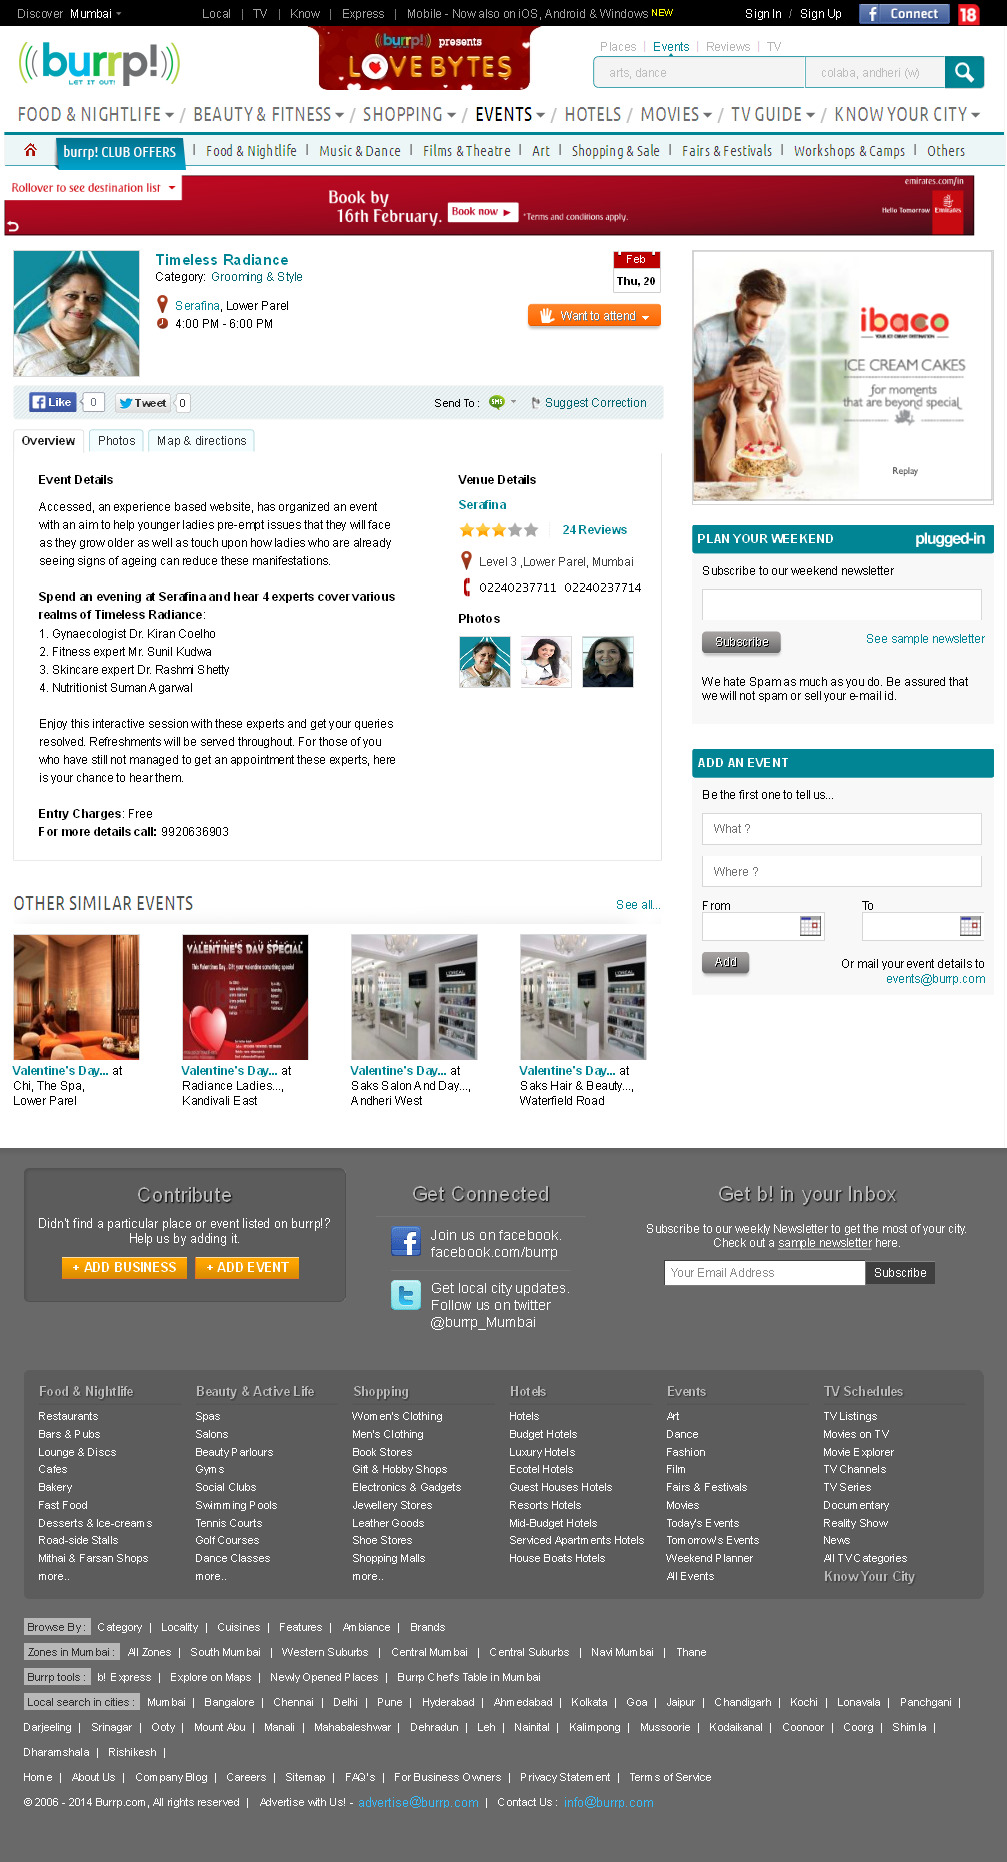 Discover Mumbai
Local | TV | Know | Express | Mobile - Now also on iOS, Android & Windows NEW
Sign In / Sign Up
f Connect
18
burrp!
LET IT OUT!
burrp! presents
LOVE BYTES
Places | Events | Reviews | TV
arts, dance
colaba, andheri (w)
FOOD & NIGHTLIFE / BEAUTY & FITNESS / SHOPPING / EVENTS / HOTELS / MOVIES / TV GUIDE / KNOW YOUR CITY
burrp! CLUB OFFERS | Food & Nightlife | Music & Dance | Films & Theatre | Art | Shopping & Sale | Fairs & Festivals | Workshops & Camps | Others
Rollover to see destination list
Book by
16th February.
Book now
*Terms and conditions apply.
emirates.com/in
Hello Tomorrow
Emirates
Timeless Radiance
Category: Grooming & Style
Serafina, Lower Parel
4:00 PM - 6:00 PM
Feb
Thu, 20
Want to attend
Like 0
Tweet 0
Send To :
SMS
Suggest Correction
Overview
Photos
Map & directions
Event Details
Accessed, an experience based website, has organized an event
with an aim to help younger ladies pre-empt issues that they will face
as they grow older as well as touch upon how ladies who are already
seeing signs of ageing can reduce these manifestations.
Spend an evening at Serafina and hear 4 experts cover various
realms of Timeless Radiance:
1. Gynaecologist Dr. Kiran Coelho
2. Fitness expert Mr. Sunil Kudwa
3. Skincare expert Dr. Rashmi Shetty
4. Nutritionist Suman Agarwal
Enjoy this interactive session with these experts and get your queries
resolved. Refreshments will be served throughout. For those of you
who have still not managed to get an appointment these experts, here
is your chance to hear them.
Entry Charges: Free
For more details call: 9920636903
Venue Details
Serafina
24 Reviews
Level 3 ,Lower Parel, Mumbai
02240237711 02240237714
Photos
ibaco
ICE CREAM CAKES
for moments
that are beyond special
Replay
PLAN YOUR WEEKEND
plugged-in
Subscribe to our weekend newsletter
Subscribe
See sample newsletter
We hate Spam as much as you do. Be assured that
we will not spam or sell your e-mail id.
ADD AN EVENT
Be the first one to tell us...
What ?
Where ?
From
To
Add
Or mail your event details to
events@burrp.com
OTHER SIMILAR EVENTS
See all...
VALENTINE'S DAY SPECIAL
L'OREAL
L'OREAL
Valentine's Day... at
Chi, The Spa,
Lower Parel
Valentine's Day... at
Radiance Ladies...,
Kandivali East
Valentine's Day... at
Saks Salon And Day...,
Andheri West
Valentine's Day... at
Saks Hair & Beauty...,
Waterfield Road
Contribute
Didn't find a particular place or event listed on burrp!?
Help us by adding it.
+ ADD BUSINESS
+ ADD EVENT
Get Connected
Join us on facebook.
facebook.com/burrp
Get local city updates.
Follow us on twitter
@burrp_Mumbai
Get b! in your Inbox
Subscribe to our weekly Newsletter to get the most of your city.
Check out a sample newsletter here.
Your Email Address
Subscribe
Food & Nightlife
Restaurants
Bars & Pubs
Lounge & Discs
Cafes
Bakery
Fast Food
Desserts & Ice-creams
Road-side Stalls
Mithai & Farsan Shops
more..
Beauty & Active Life
Spas
Salons
Beauty Parlours
Gyms
Social Clubs
Swimming Pools
Tennis Courts
Golf Courses
Dance Classes
more..
Shopping
Women's Clothing
Men's Clothing
Book Stores
Gift & Hobby Shops
Electronics & Gadgets
Jewellery Stores
Leather Goods
Shoe Stores
Shopping Malls
more..
Hotels
Hotels
Budget Hotels
Luxury Hotels
Ecotel Hotels
Guest Houses Hotels
Resorts Hotels
Mid-Budget Hotels
Serviced Apartments Hotels
House Boats Hotels
Events
Art
Dance
Fashion
Film
Fairs & Festivals
Movies
Today's Events
Tomorrow's Events
Weekend Planner
All Events
TV Schedules
TV Listings
Movies on TV
Movie Explorer
TV Channels
TV Series
Documentary
Reality Show
News
All TV Categories
Know Your City
Browse By : Category | Locality | Cuisines | Features | Ambiance | Brands
Zones in Mumbai : All Zones | South Mumbai | Western Suburbs | Central Mumbai | Central Suburbs | Navi Mumbai | Thane
Burrp tools : b! Express | Explore on Maps | Newly Opened Places | Burrp Chef's Table in Mumbai
Local search in cities : Mumbai | Bangalore | Chennai | Delhi | Pune | Hyderabad | Ahmedabad | Kolkata | Goa | Jaipur | Chandigarh | Kochi | Lonavala | Panchgani |
Darjeeling | Srinagar | Ooty | Mount Abu | Manali | Mahabaleshwar | Dehradun | Leh | Nainital | Kalimpong | Mussoorie | Kodaikanal | Coonoor | Coorg | Shimla |
Dharamshala | Rishikesh |
Home | About Us | Company Blog | Careers | Sitemap | FAQ's | For Business Owners | Privacy Statement | Terms of Service
© 2006 - 2014 Burrp.com, All rights reserved | Advertise with Us! - advertise@burrp.com | Contact Us : info@burrp.com